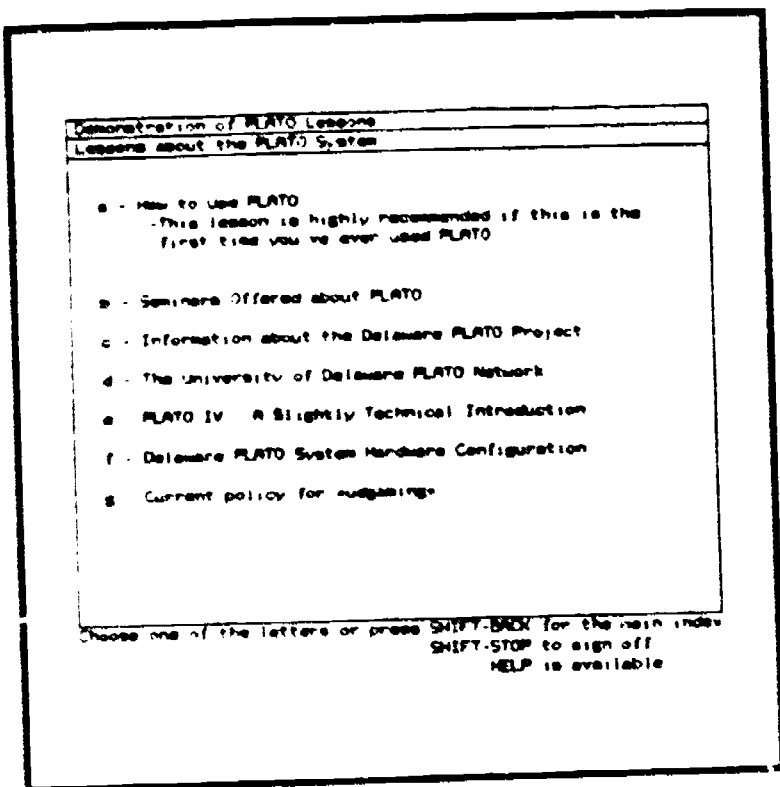 Demonstration of PLATO Lessons
Lessons about the PLATO System
a - How to use PLATO
-This lesson is highly recommended if this is the
first time you've ever used PLATO
b - Seminars Offered about PLATO
c - Information about the Delaware PLATO Project
d - The University of Delaware PLATO Network
e PLATO IV A Slightly Technical Introduction
f - Delaware PLATO System Hardware Configuration
g Current policy for «udgaming»
Choose one of the letters or press SHIFT-BACK for the main index
SHIFT-STOP to sign off
HELP is available